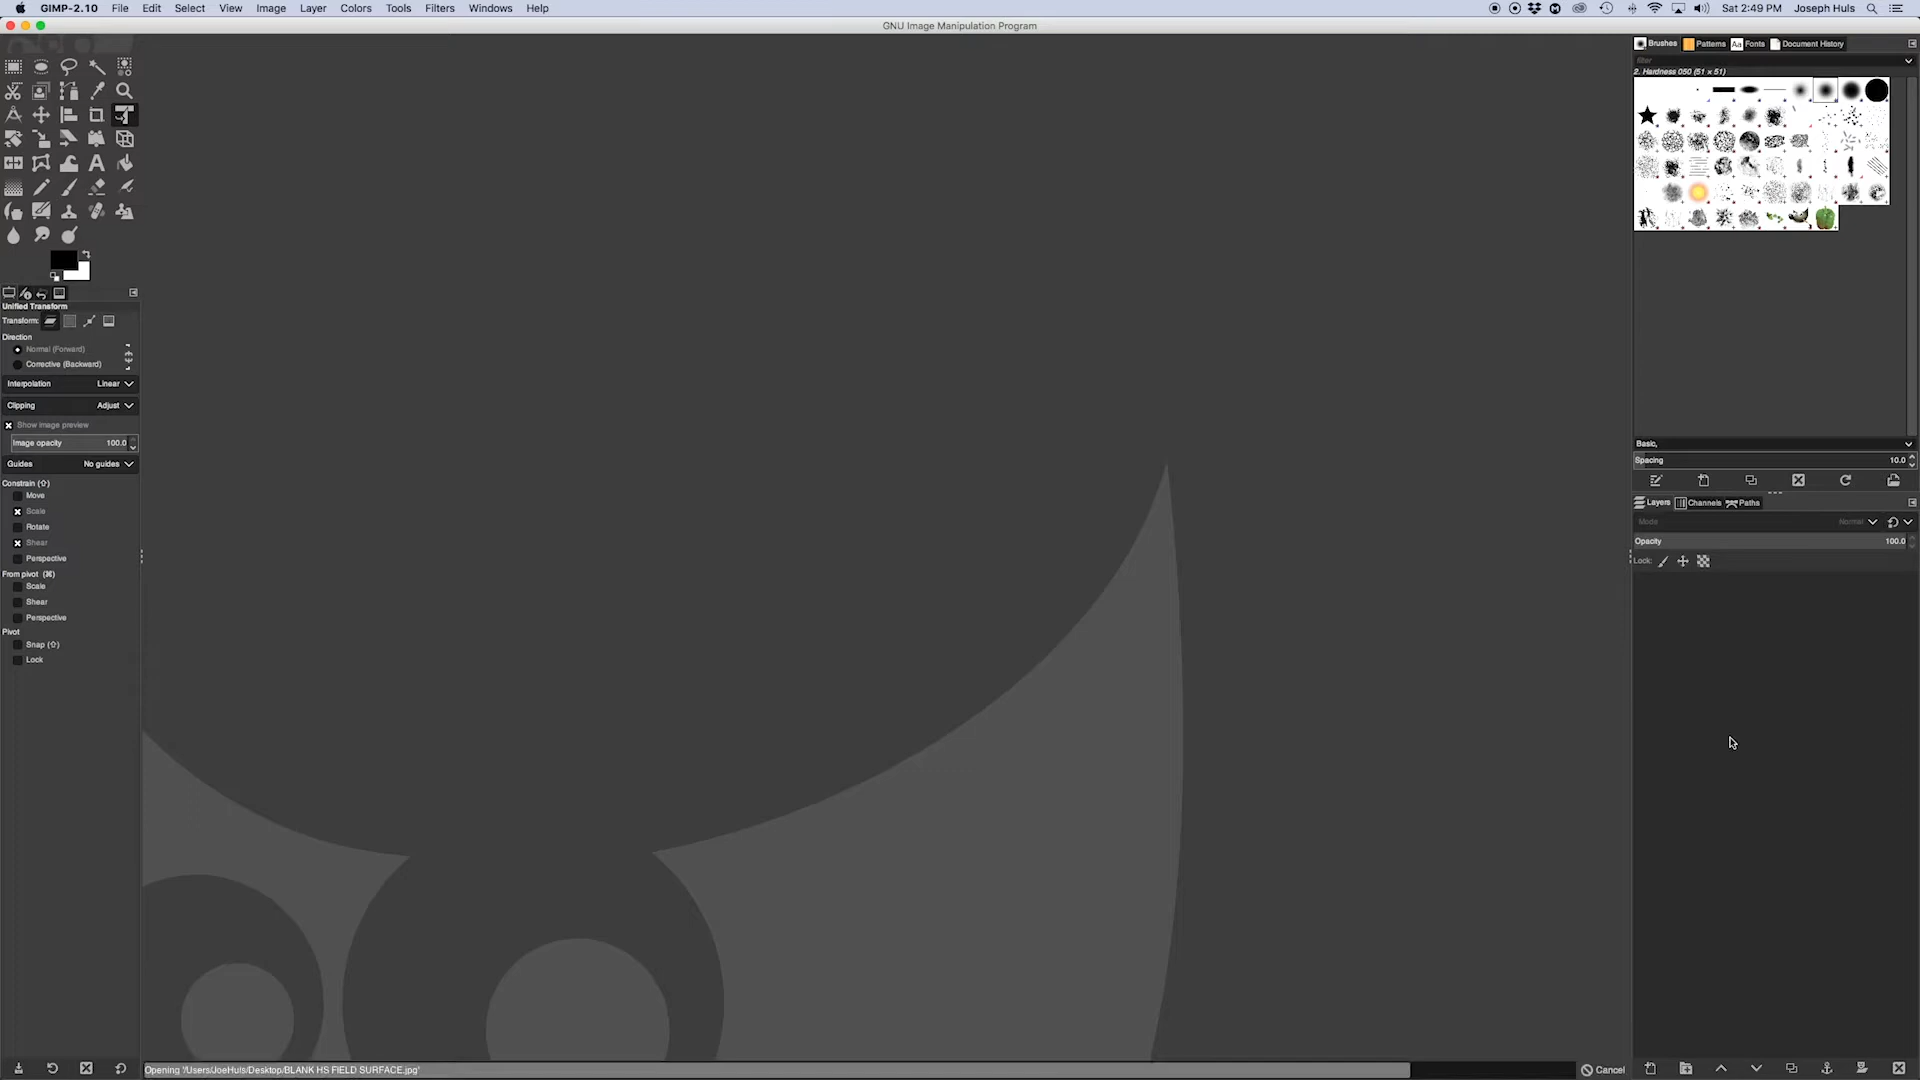 GIMP-2.10 File Edit Select View Image Layer Colors Tools Filters Windows Help Sat 2:49 PM Joseph Huls
GNU Image Manipulation Program
Brushes Patterns Aa Fonts Document History
filter
2. Hardness 050 (51 × 51)
Unified Transform
Transform:
Direction
Normal (Forward)
Corrective (Backward)
Interpolation Linear
Clipping Adjust
Show image preview
Image opacity 100.0
Guides No guides
Constrain (⇧)
Move
Scale
Rotate
Shear
Perspective
From pivot (⌘)
Scale
Shear
Perspective
Pivot
Snap (⇧)
Lock
Basic,
Spacing 10.0
Layers Channels Paths
Mode Normal
Opacity 100.0
Lock:
Opening '/Users/JoeHuls/Desktop/BLANK HS FIELD SURFACE.jpg' Cancel